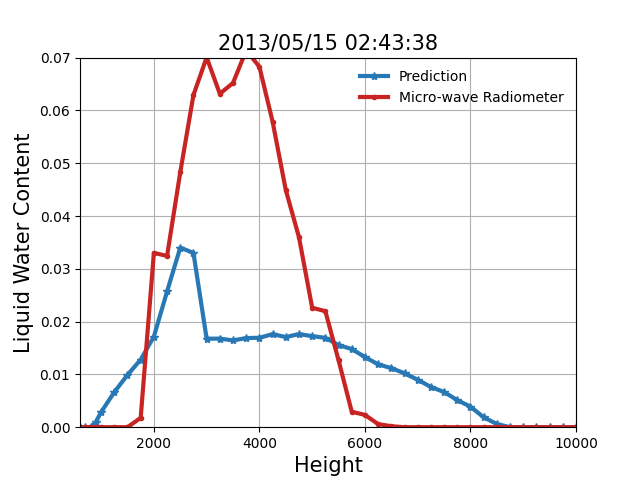 2013/05/15 02:43:38
Prediction
Micro-wave Radiometer
Liquid Water Content
0.07
0.06
0.05
0.04
0.03
0.02
0.01
0.00
2000 4000 6000 8000 10000
Height